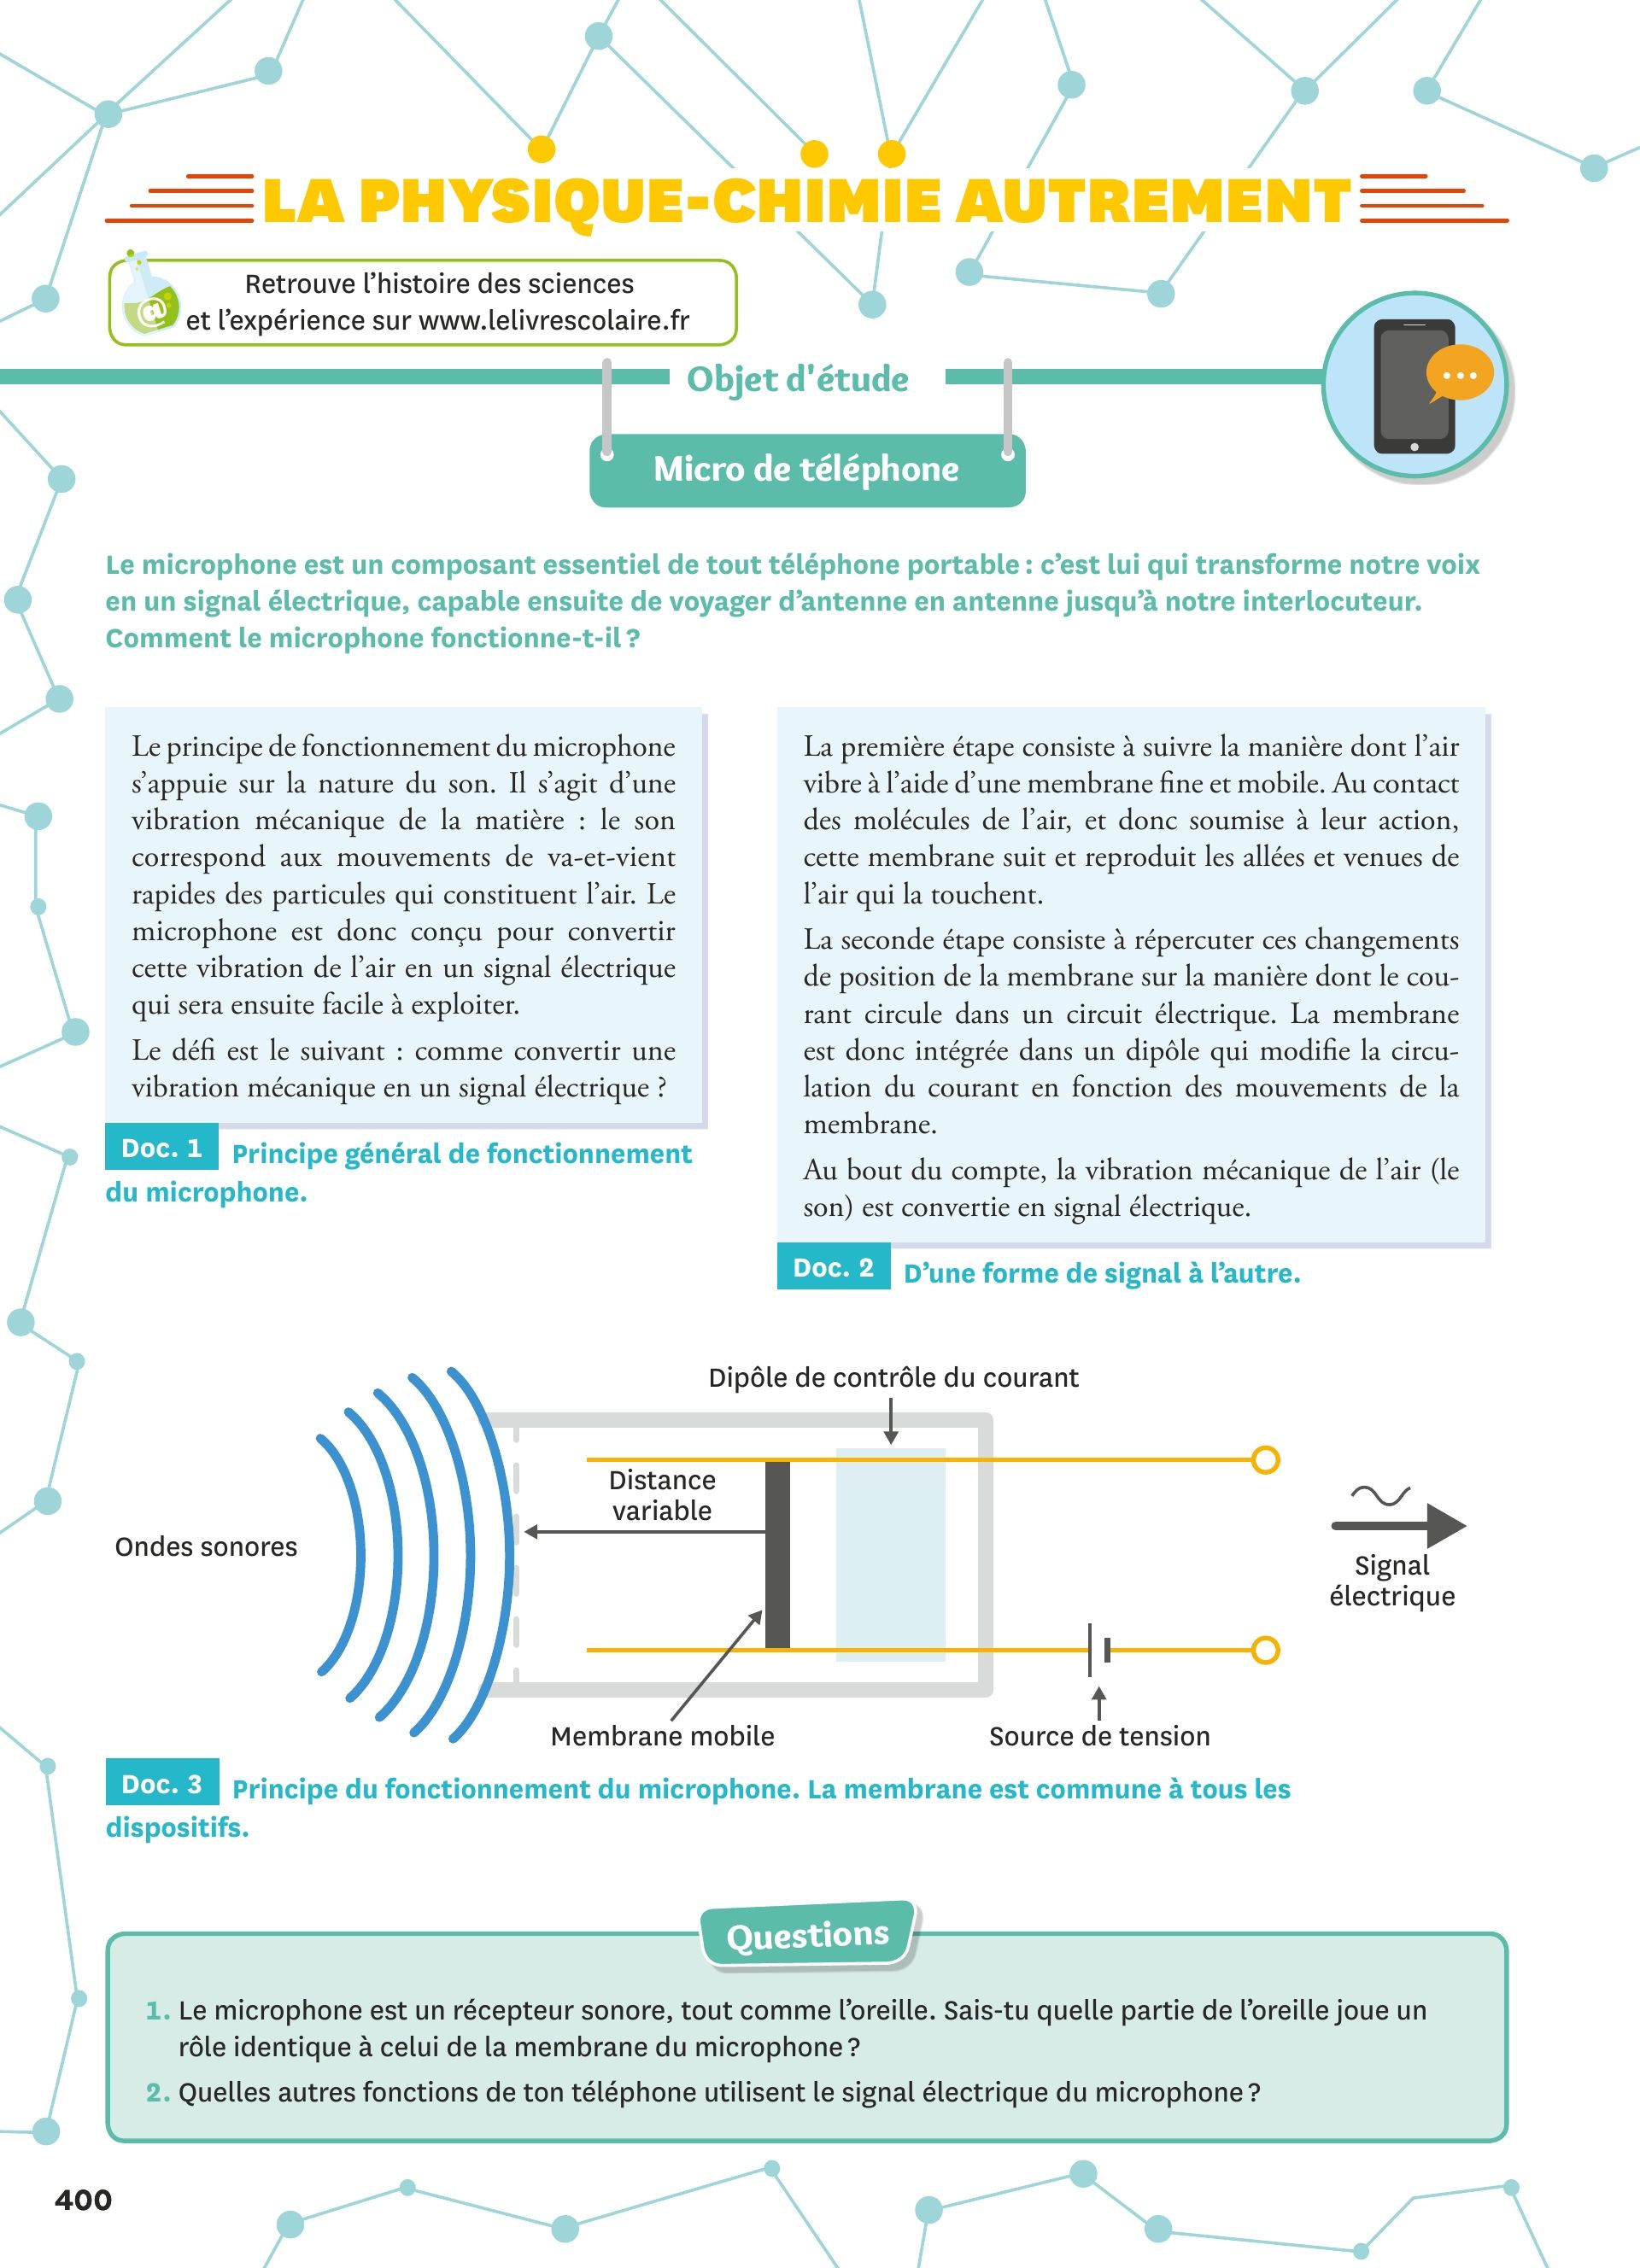 LA PHYSIQUE-CHIMIE AUTREMENT
Retrouve l'histoire des sciences
et l'expérience sur www.lelivrescolaire.fr
@
Objet d'étude
Micro de téléphone
Le microphone est un composant essentiel de tout téléphone portable : c'est lui qui transforme notre voix
en un signal électrique, capable ensuite de voyager d'antenne en antenne jusqu'à notre interlocuteur.
Comment le microphone fonctionne-t-il ?
Le principe de fonctionnement du microphone
s'appuie sur la nature du son. Il s'agit d'une
vibration mécanique de la matière : le son
correspond aux mouvements de va-et-vient
rapides des particules qui constituent l'air. Le
microphone est donc conçu pour convertir
cette vibration de l'air en un signal électrique
qui sera ensuite facile à exploiter.
Le défi est le suivant : comme convertir une
vibration mécanique en un signal électrique ?
Doc. 1 Principe général de fonctionnement
du microphone.
La première étape consiste à suivre la manière dont l'air
vibre à l'aide d'une membrane fine et mobile. Au contact
des molécules de l'air, et donc soumise à leur action,
cette membrane suit et reproduit les allées et venues de
l'air qui la touchent.
La seconde étape consiste à répercuter ces changements
de position de la membrane sur la manière dont le cou-
rant circule dans un circuit électrique. La membrane
est donc intégrée dans un dipôle qui modifie la circu-
lation du courant en fonction des mouvements de la
membrane.
Au bout du compte, la vibration mécanique de l'air (le
son) est convertie en signal électrique.
Doc. 2 D'une forme de signal à l'autre.
Dipôle de contrôle du courant
Distance
variable
Ondes sonores
Signal
électrique
Membrane mobile
Source de tension
Doc. 3 Principe du fonctionnement du microphone. La membrane est commune à tous les
dispositifs.
Questions
1. Le microphone est un récepteur sonore, tout comme l'oreille. Sais-tu quelle partie de l'oreille joue un
rôle identique à celui de la membrane du microphone ?
2. Quelles autres fonctions de ton téléphone utilisent le signal électrique du microphone ?
400